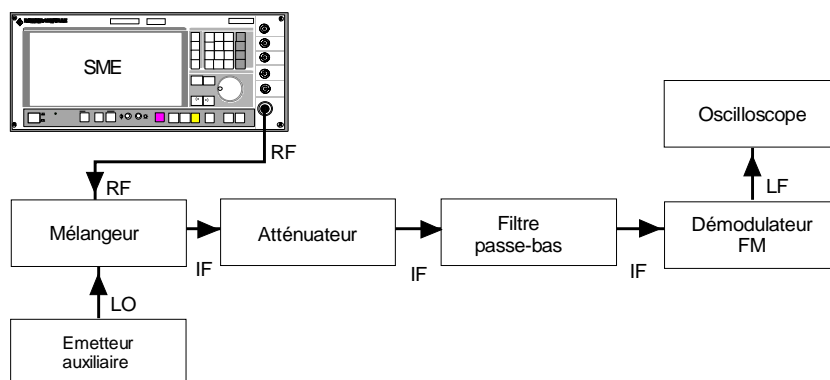 SME
RF
RF
Mélangeur
IF
Atténuateur
IF
Filtre
passe-bas
IF
Démodulateur
FM
LF
Oscilloscope
LO
Emetteur
auxiliaire